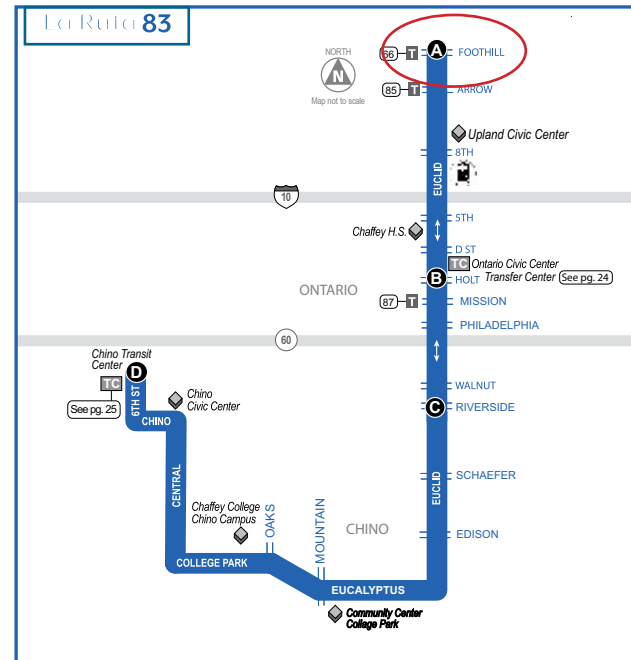 La Ruta 83
NORTH
N
Map not to scale
66 T
A
FOOTHILL
85 T
ARROW
Upland Civic Center
8TH
EUCLID
10
5TH
Chaffey H.S.
D ST
TC Ontario Civic Center
Transfer Center See pg. 24
B
HOLT
ONTARIO
87 T
MISSION
PHILADELPHIA
60
Chino Transit
Center
D
TC
See pg. 25
6TH ST
Chino
Civic Center
CHINO
WALNUT
C
RIVERSIDE
CENTRAL
SCHAEFER
EUCLID
Chaffey College
Chino Campus
OAKS
MOUNTAIN
CHINO
EDISON
COLLEGE PARK
EUCALYPTUS
Community Center
College Park